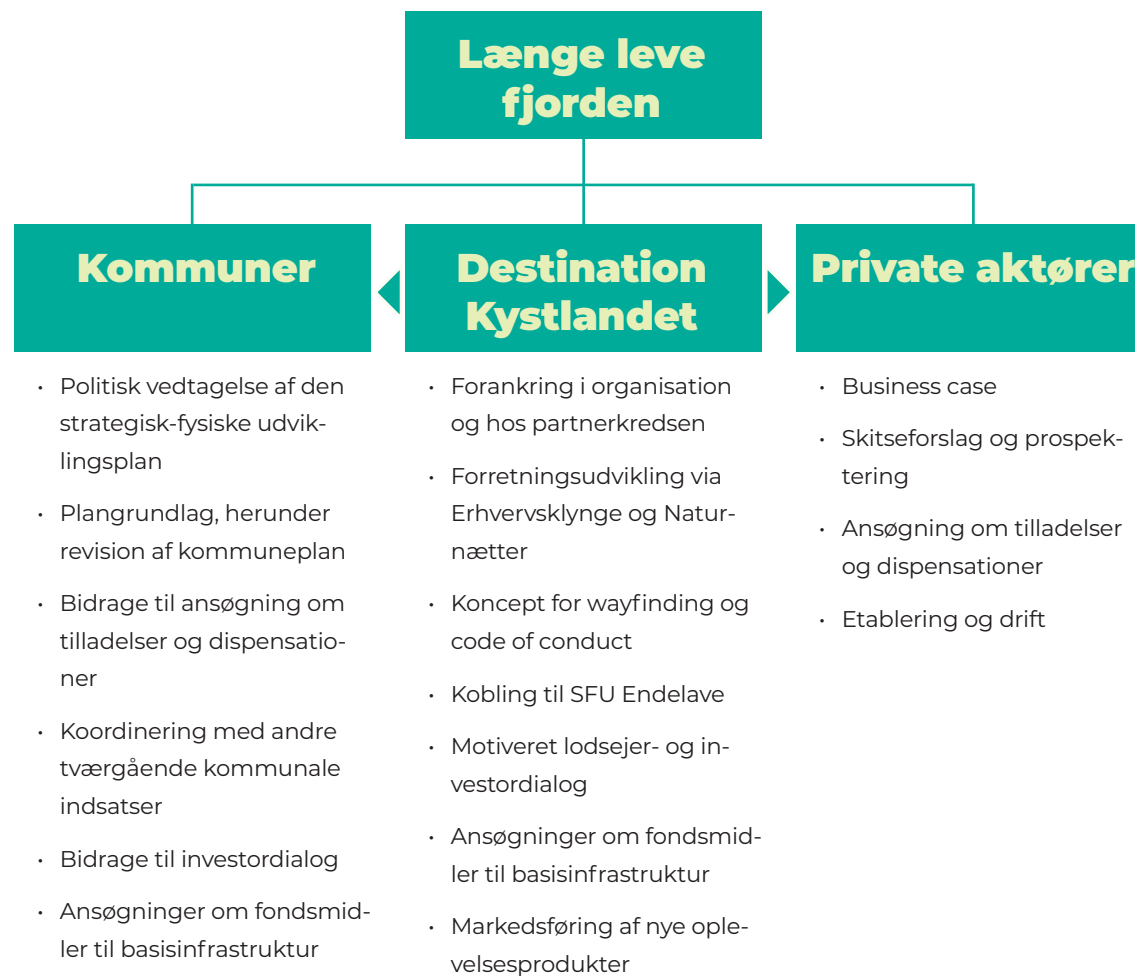 Længe leve
fjorden
Kommuner
• Politisk vedtagelse af den
strategisk-fysiske udvik-
lingsplan
• Plangrundlag, herunder
revision af kommuneplan
• Bidrage til ansøgning om
tilladelser og dispensatio-
ner
• Koordinering med andre
tværgående kommunale
indsatser
• Bidrage til investordialog
• Ansøgninger om fondsmid-
ler til basisinfrastruktur
Destination
Kystlandet
• Forankring i organisation
og hos partnerkredsen
• Forretningsudvikling via
Erhvervsklynge og Natur-
nætter
• Koncept for wayfinding og
code of conduct
• Kobling til SFU Endelave
• Motiveret lodsejer- og in-
vestordialog
• Ansøgninger om fondsmid-
ler til basisinfrastruktur
• Markedsføring af nye ople-
velsesprodukter
Private aktører
• Business case
• Skitseforslag og prospek-
tering
• Ansøgning om tilladelser
og dispensationer
• Etablering og drift